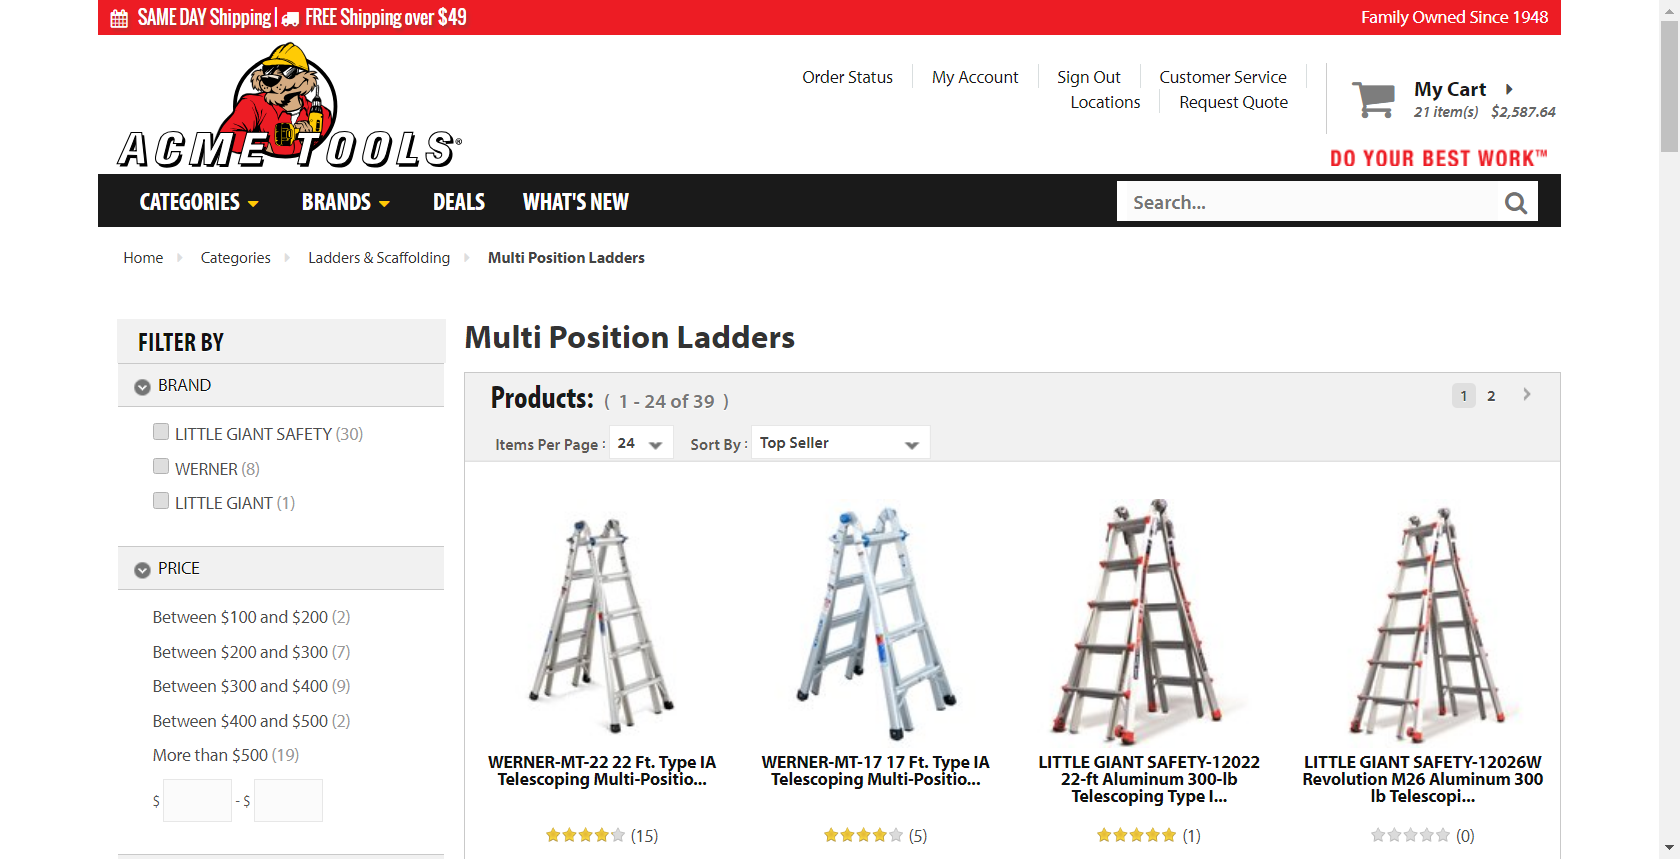 SAME DAY Shipping | FREE Shipping over $49
Family Owned Since 1948
ACME TOOLS®
Order Status
My Account
Sign Out
Customer Service
Locations
Request Quote
My Cart
21 item(s) $2,587.64
DO YOUR BEST WORK™
CATEGORIES
BRANDS
DEALS
WHAT'S NEW
Search...
Home
Categories
Ladders & Scaffolding
Multi Position Ladders
FILTER BY
BRAND
LITTLE GIANT SAFETY (30)
WERNER (8)
LITTLE GIANT (1)
PRICE
Between $100 and $200 (2)
Between $200 and $300 (7)
Between $300 and $400 (9)
Between $400 and $500 (2)
More than $500 (19)
$ - $
Multi Position Ladders
Products: ( 1 - 24 of 39 )
1 2
Items Per Page : 24
Sort By : Top Seller
WERNER-MT-22 22 Ft. Type IA
Telescoping Multi-Positio...
(15)
WERNER-MT-17 17 Ft. Type IA
Telescoping Multi-Positio...
(5)
LITTLE GIANT SAFETY-12022
22-ft Aluminum 300-lb
Telescoping Type I...
(1)
LITTLE GIANT SAFETY-12026W
Revolution M26 Aluminum 300
lb Telescopi...
(0)